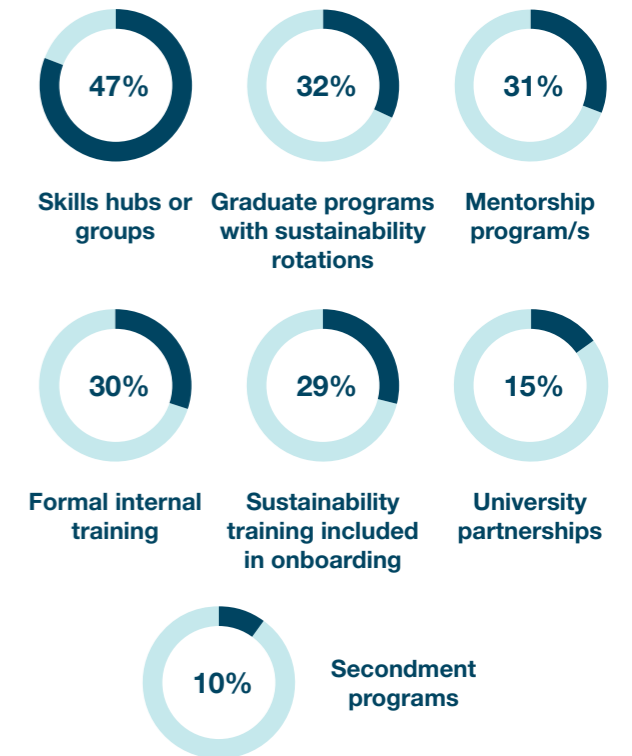 47%
Skills hubs or
groups
32%
Graduate programs
with sustainability
rotations
31%
Mentorship
program/s
30%
Formal internal
training
29%
Sustainability
training included
in onboarding
15%
University
partnerships
10%
Secondment
programs